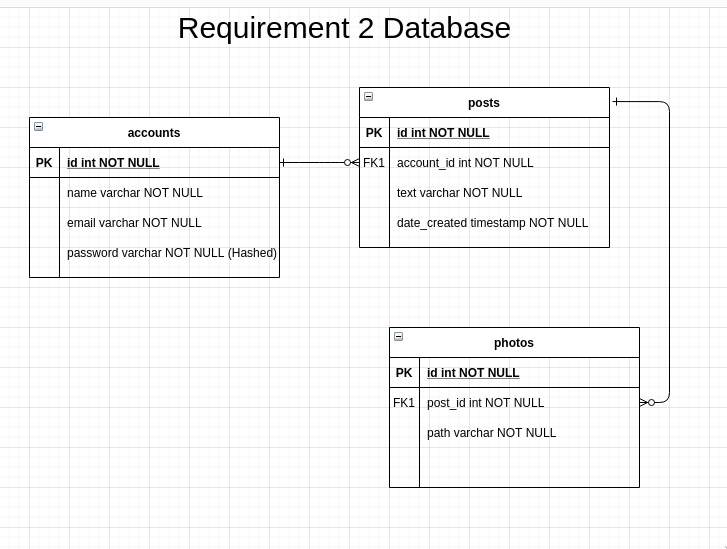 Requirement 2 Database
accounts
PK id int NOT NULL
name varchar NOT NULL
email varchar NOT NULL
password varchar NOT NULL (Hashed)
posts
PK id int NOT NULL
FK1 account_id int NOT NULL
text varchar NOT NULL
date_created timestamp NOT NULL
photos
PK id int NOT NULL
FK1 post_id int NOT NULL
path varchar NOT NULL